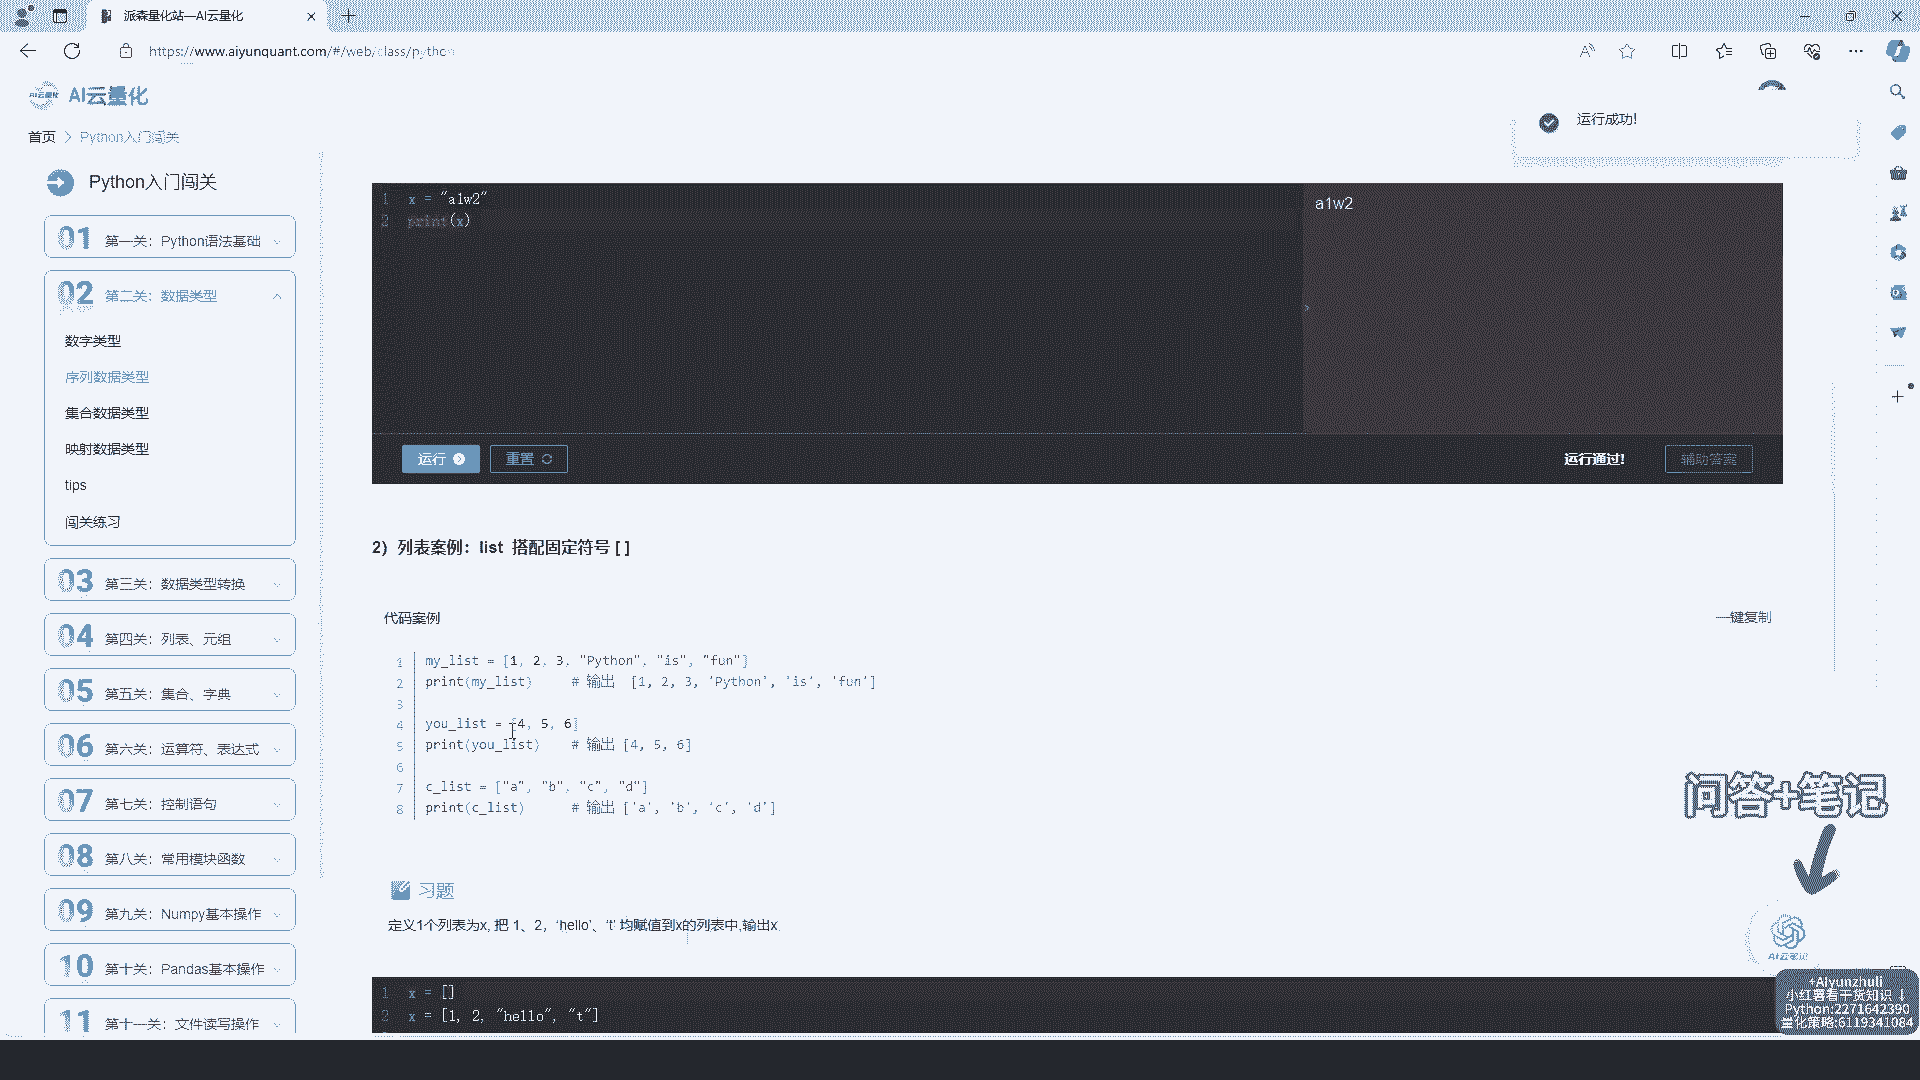 派森量化站—AI云量化
https://www.aiyunquant.com/#/web/class/python
AI云量化
首页 > Python入门闯关
运行成功!
Python入门闯关
01 第一关：Python语法基础
02 第二关：数据类型
数字类型
序列数据类型
集合数据类型
映射数据类型
tips
闯关练习
03 第三关：数据类型转换
04 第四关：列表、元组
05 第五关：集合、字典
06 第六关：运算符、表达式
07 第七关：控制语句
08 第八关：常用模块函数
09 第九关：Numpy基本操作
10 第十关：Pandas基本操作
11 第十一关：文件读写操作
1 x = "a1w2"
2 print(x)
a1w2
运行
重置
运行通过!
辅助答案
2）列表案例：list 搭配固定符号 [ ]
代码案例
一键复制
1 my_list = [1, 2, 3, "Python", "is", "fun"]
2 print(my_list) # 输出 [1, 2, 3, 'Python', 'is', 'fun']
3
4 you_list = [4, 5, 6]
5 print(you_list) # 输出 [4, 5, 6]
6
7 c_list = ["a", "b", "c", "d"]
8 print(c_list) # 输出 ['a', 'b', 'c', 'd']
习题
定义1个列表为x, 把 1、2，'hello'、't' 均赋值到x的列表中,输出x
1 x = []
2 x = [1, 2, "hello", "t"]
问答+笔记
AI云笔记
+Aiyunzhuli
小红薯看干货知识 ↓
Python:2271642390
量化策略:6119341084